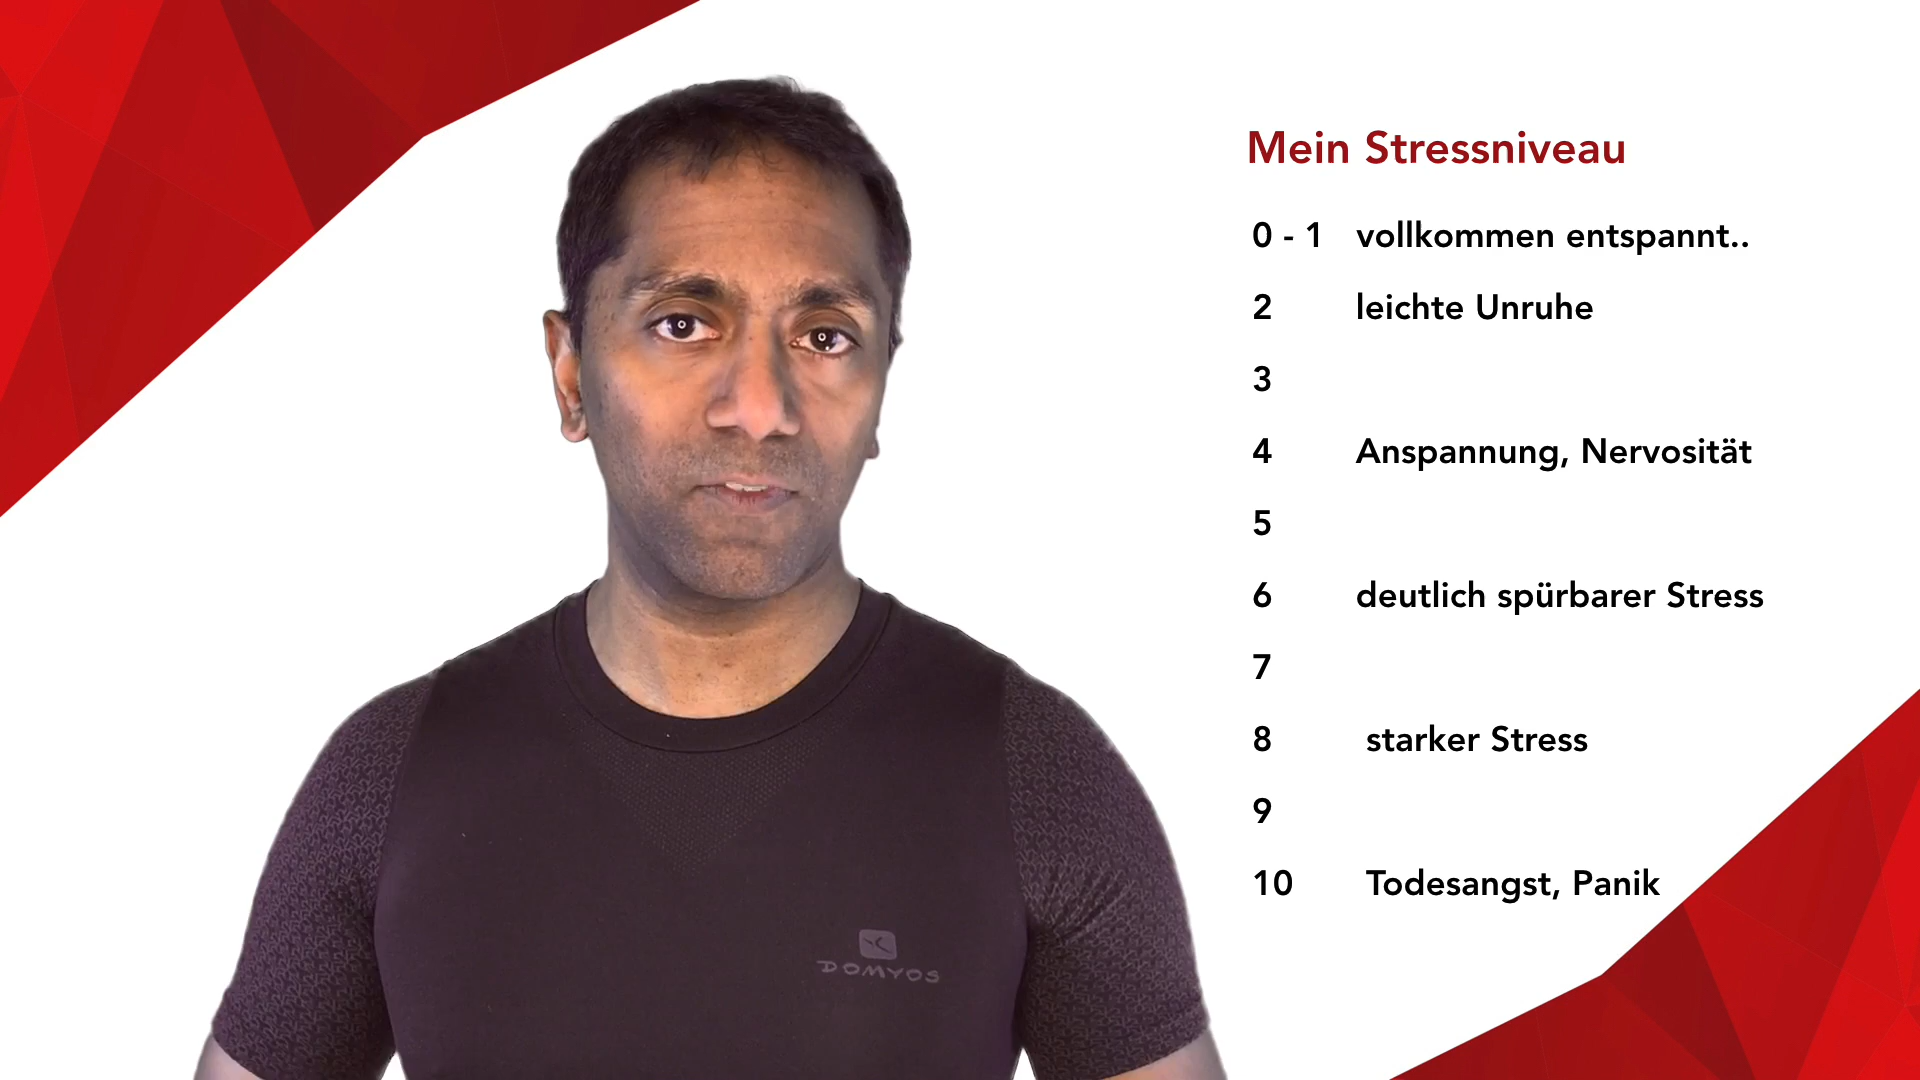 Mein Stressniveau
0 - 1 vollkommen entspannt..
2 leichte Unruhe
3
4 Anspannung, Nervosität
5
6 deutlich spürbarer Stress
7
8 starker Stress
9
10 Todesangst, Panik
DOMYOS